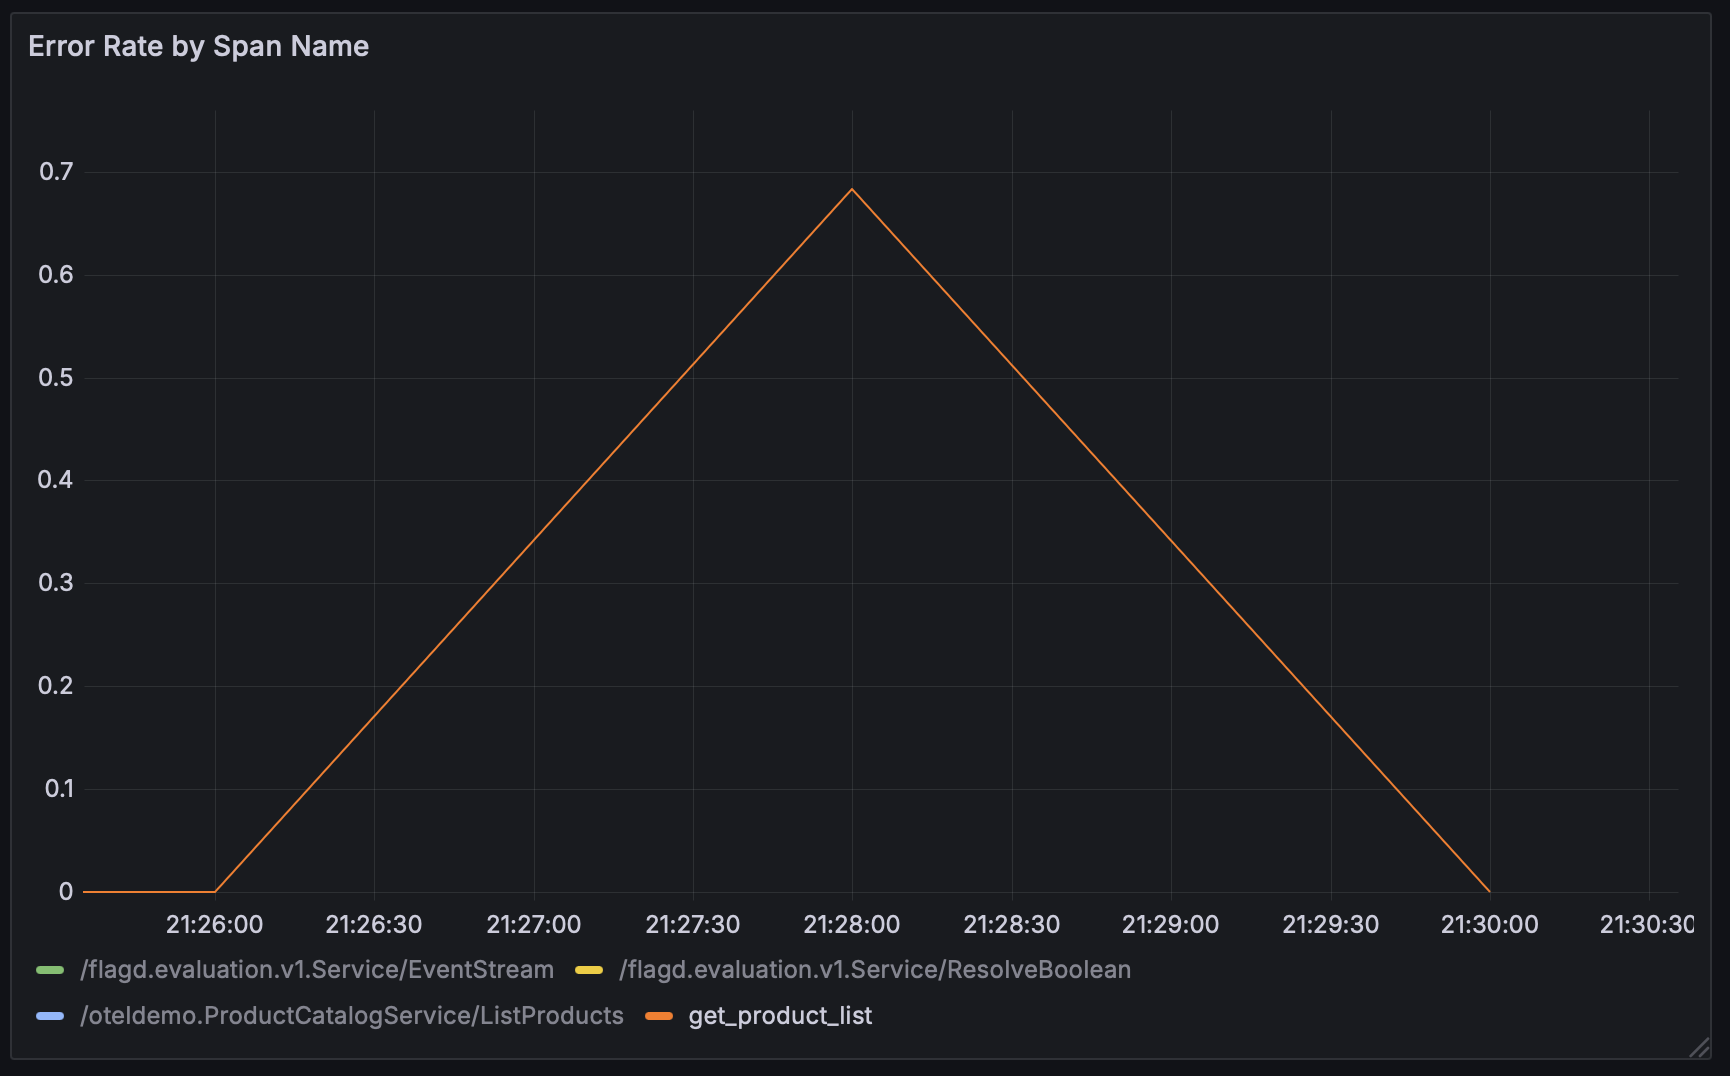 Error Rate by Span Name
0.7
0.6
0.5
0.4
0.3
0.2
0.1
0
21:26:00 21:26:30 21:27:00 21:27:30 21:28:00 21:28:30 21:29:00 21:29:30 21:30:00 21:30:30
/flagd.evaluation.v1.Service/EventStream /flagd.evaluation.v1.Service/ResolveBoolean
/oteldemo.ProductCatalogService/ListProducts get_product_list